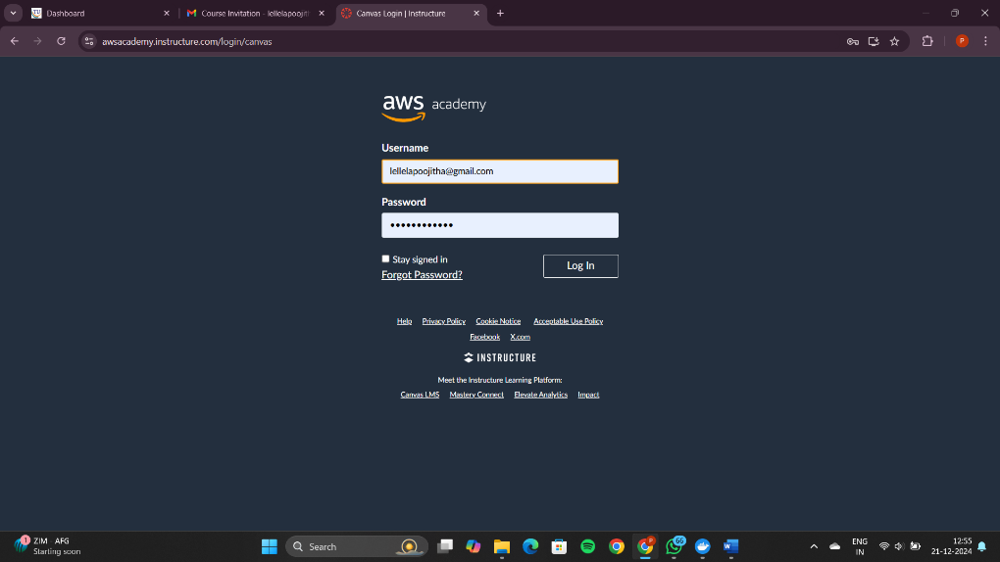 Dashboard
Course Invitation - lellelapoojith
Canvas Login | Instructure
awsacademy.instructure.com/login/canvas
P
aws academy
Username
lellelapoojitha@gmail.com
Password
Stay signed in
Forgot Password?
Log In
Help Privacy Policy Cookie Notice Acceptable Use Policy
Facebook X.com
INSTRUCTURE
Meet the Instructure Learning Platform:
Canvas LMS Mastery Connect Elevate Analytics Impact
1
ZIM - AFG
Starting soon
Search
P
66
W
ENG
IN
12:55
21-12-2024